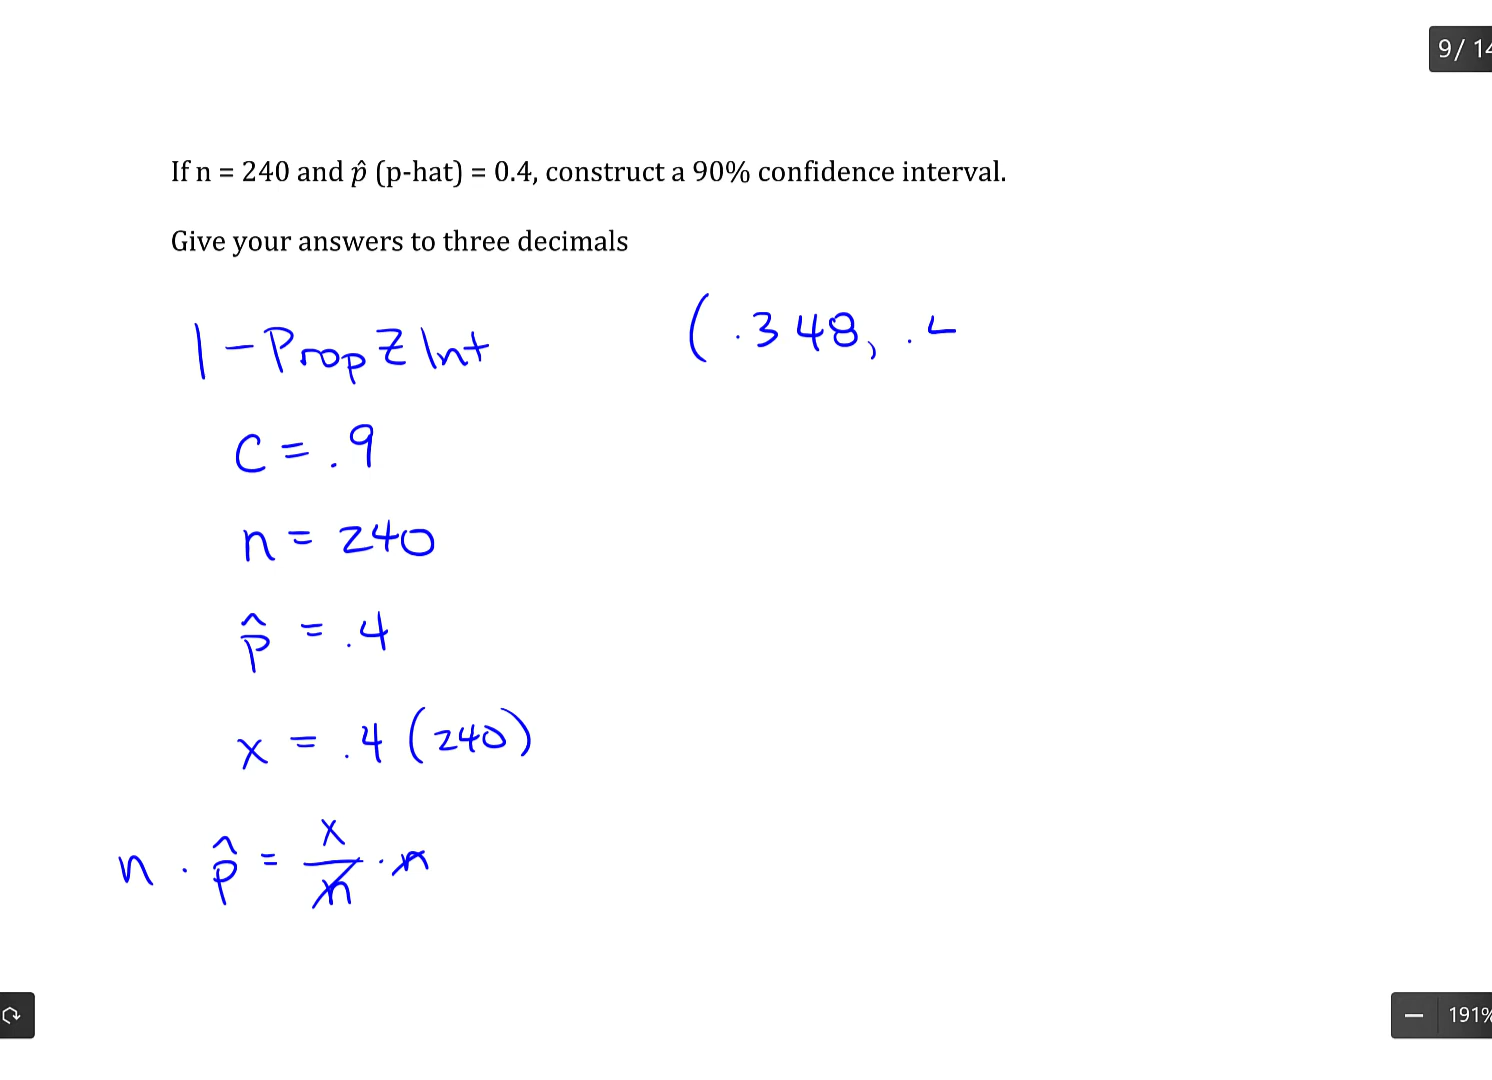 9/ 14
If n = 240 and p̂ (p-hat) = 0.4, construct a 90% confidence interval.
Give your answers to three decimals
1-PropZInt
(.348, .
C = .9
n = 240
p̂ = .4
x = .4 (240)
n · p̂ = x/n · n
191%